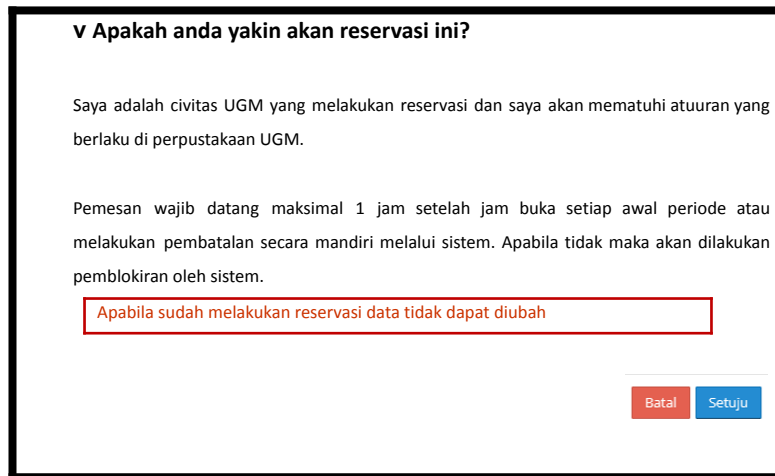 v Apakah anda yakin akan reservasi ini?
Saya adalah civitas UGM yang melakukan reservasi dan saya akan mematuhi atuuran yang
berlaku di perpustakaan UGM.
Pemesan wajib datang maksimal 1 jam setelah jam buka setiap awal periode atau
melakukan pembatalan secara mandiri melalui sistem. Apabila tidak maka akan dilakukan
pemblokiran oleh sistem.
Apabila sudah melakukan reservasi data tidak dapat diubah
Batal Setuju